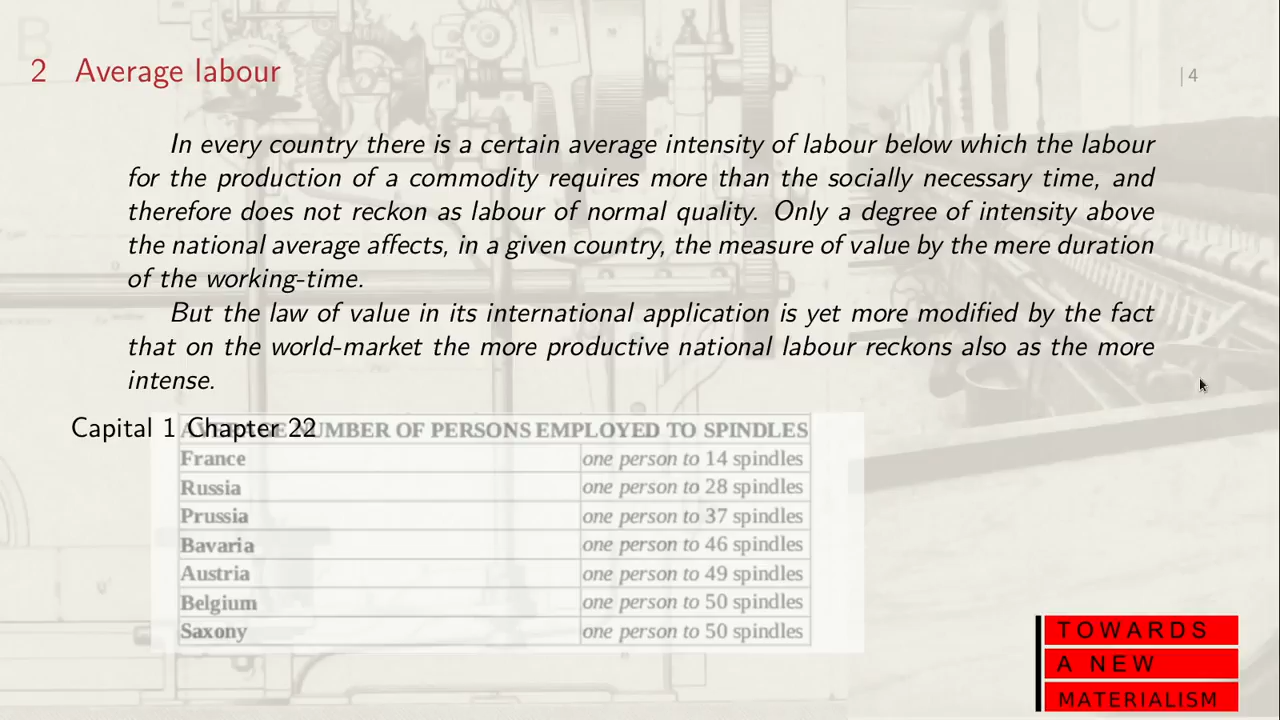 2 Average labour
| 4
In every country there is a certain average intensity of labour below which the labour
for the production of a commodity requires more than the socially necessary time, and
therefore does not reckon as labour of normal quality. Only a degree of intensity above
the national average affects, in a given country, the measure of value by the mere duration
of the working-time.
But the law of value in its international application is yet more modified by the fact
that on the world-market the more productive national labour reckons also as the more
intense.
Capital 1 Chapter 22
NUMBER OF PERSONS EMPLOYED TO SPINDLES
France one person to 14 spindles
Russia one person to 28 spindles
Prussia one person to 37 spindles
Bavaria one person to 46 spindles
Austria one person to 49 spindles
Belgium one person to 50 spindles
Saxony one person to 50 spindles
TOWARDS
A NEW
MATERIALISM